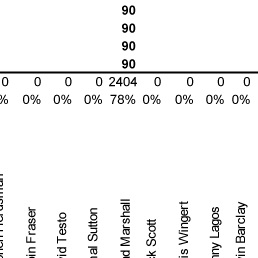 90
90
90
90
0 0 0 0 2404 0 0 0 0
% 0% 0% 0% 78% 0% 0% 0% 0%
in Fraser
id Testo
al Sutton
d Marshall
k Scott
is Wingert
ny Lagos
in Barclay